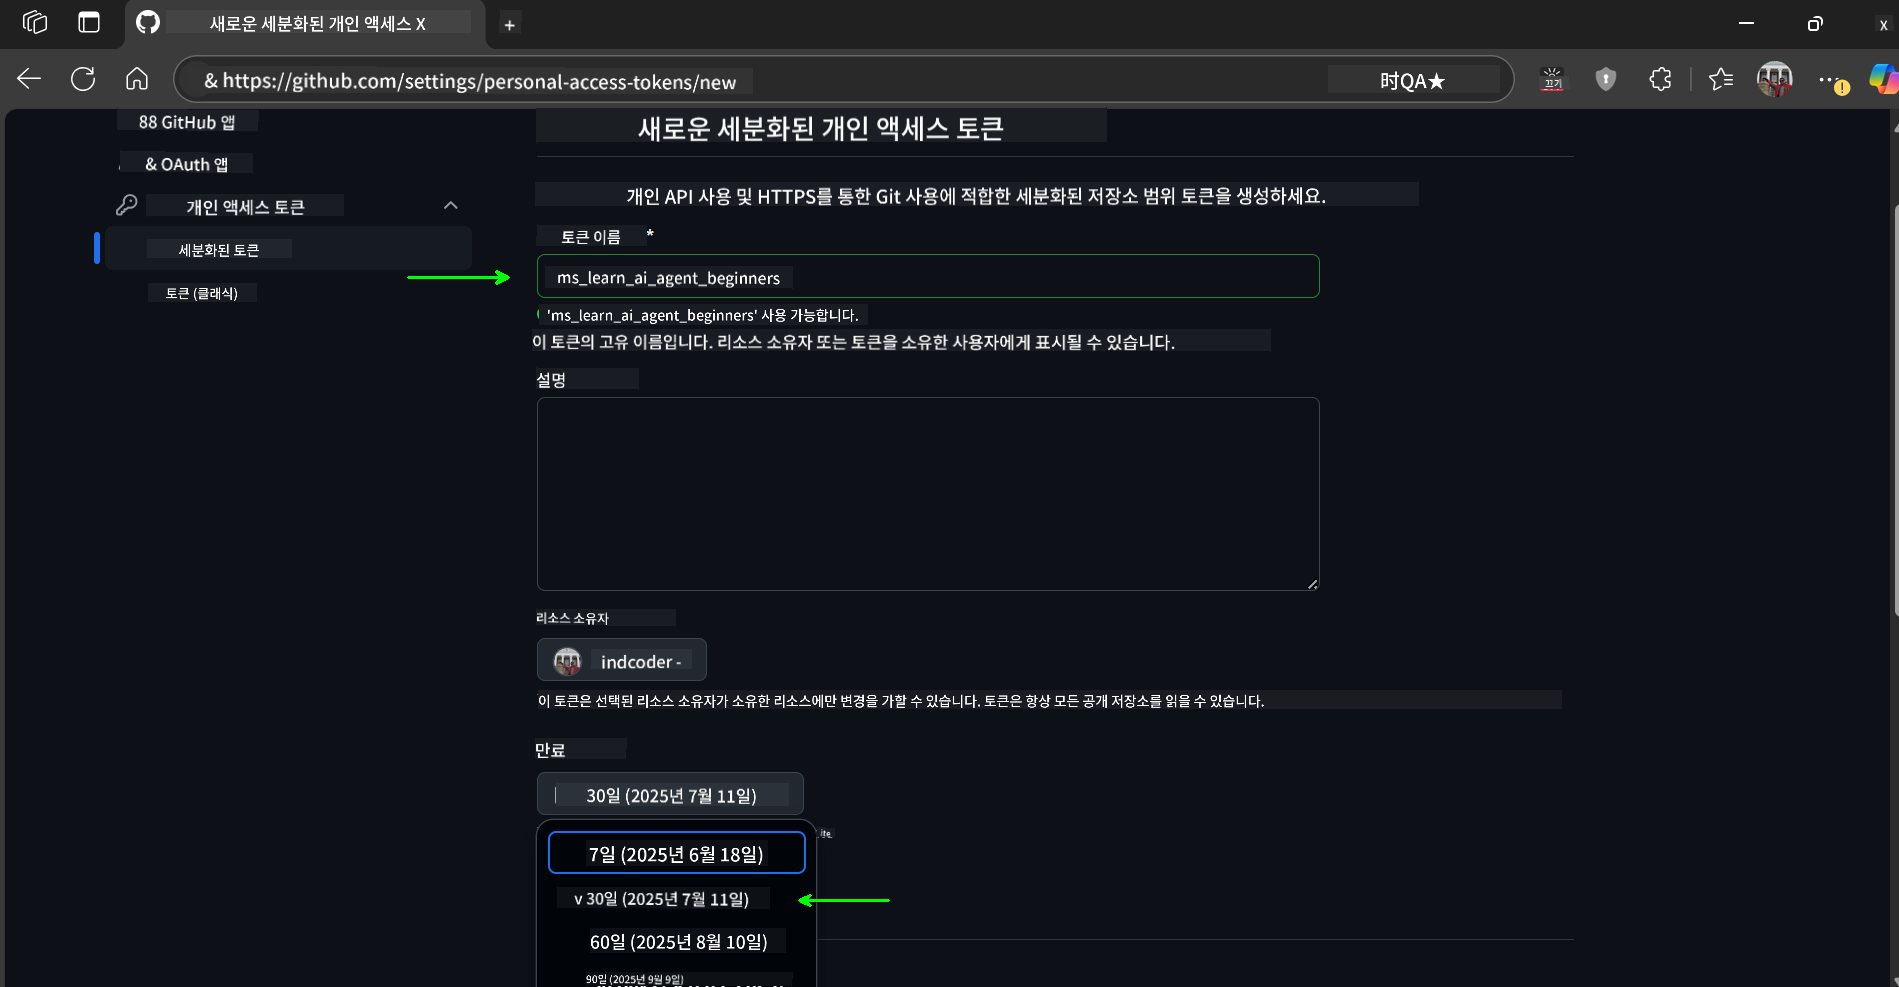 새로운 세분화된 개인 액세스 X
+
X
& https://github.com/settings/personal-access-tokens/new
时QA★
끄기
88 GitHub 앱
& OAuth 앱
개인 액세스 토큰
세분화된 토큰
토큰 (클래식)
새로운 세분화된 개인 액세스 토큰
개인 API 사용 및 HTTPS를 통한 Git 사용에 적합한 세분화된 저장소 범위 토큰을 생성하세요.
토큰 이름 *
ms_learn_ai_agent_beginners
'ms_learn_ai_agent_beginners' 사용 가능합니다.
이 토큰의 고유 이름입니다. 리소스 소유자 또는 토큰을 소유한 사용자에게 표시될 수 있습니다.
설명
리소스 소유자
indcoder -
이 토큰은 선택된 리소스 소유자가 소유한 리소스에만 변경을 가할 수 있습니다. 토큰은 항상 모든 공개 저장소를 읽을 수 있습니다.
만료
30일 (2025년 7월 11일)
7일 (2025년 6월 18일)
v 30일 (2025년 7월 11일)
60일 (2025년 8월 10일)
90일 (2025년 9월 9일)